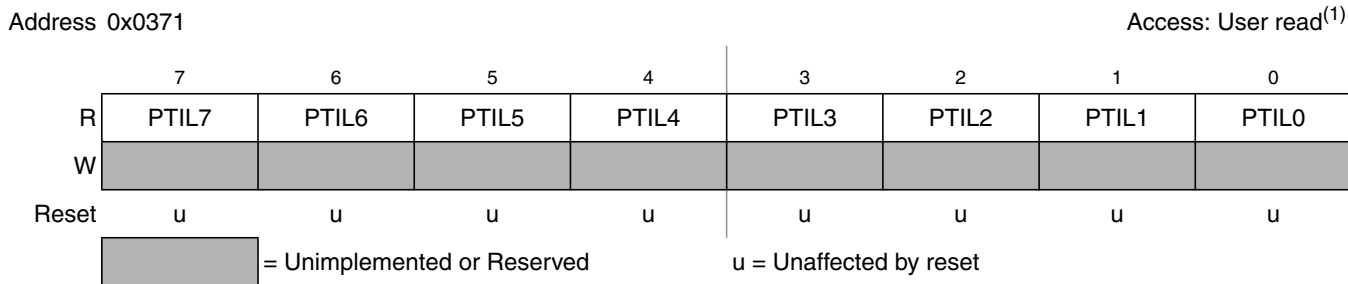 Address 0x0371 Access: User read(1)
7 6 5 4 3 2 1 0
R PTIL7 PTIL6 PTIL5 PTIL4 PTIL3 PTIL2 PTIL1 PTIL0
W
Reset u u u u u u u u
= Unimplemented or Reserved u = Unaffected by reset